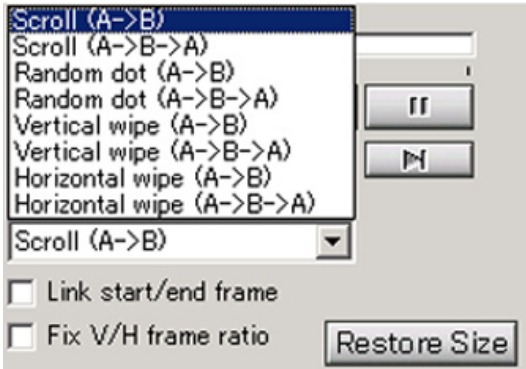 Scroll (A->B)
Scroll (A->B->A)
Random dot (A->B)
Random dot (A->B->A)
Vertical wipe (A->B)
Vertical wipe (A->B->A)
Horizontal wipe (A->B)
Horizontal wipe (A->B->A)
Scroll (A->B)
Link start/end frame
Fix V/H frame ratio
Restore Size